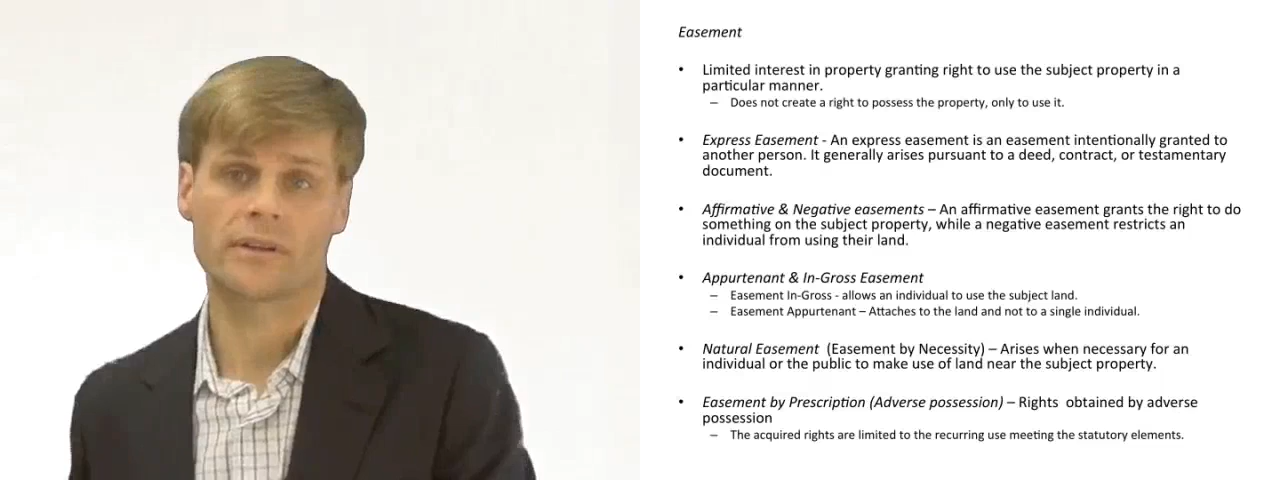 Easement
• Limited interest in property granting right to use the subject property in a
particular manner.
– Does not create a right to possess the property, only to use it.
• Express Easement - An express easement is an easement intentionally granted to
another person. It generally arises pursuant to a deed, contract, or testamentary
document.
• Affirmative & Negative easements – An affirmative easement grants the right to do
something on the subject property, while a negative easement restricts an
individual from using their land.
• Appurtenant & In-Gross Easement
– Easement In-Gross - allows an individual to use the subject land.
– Easement Appurtenant – Attaches to the land and not to a single individual.
• Natural Easement (Easement by Necessity) – Arises when necessary for an
individual or the public to make use of land near the subject property.
• Easement by Prescription (Adverse possession) – Rights obtained by adverse
possession
– The acquired rights are limited to the recurring use meeting the statutory elements.